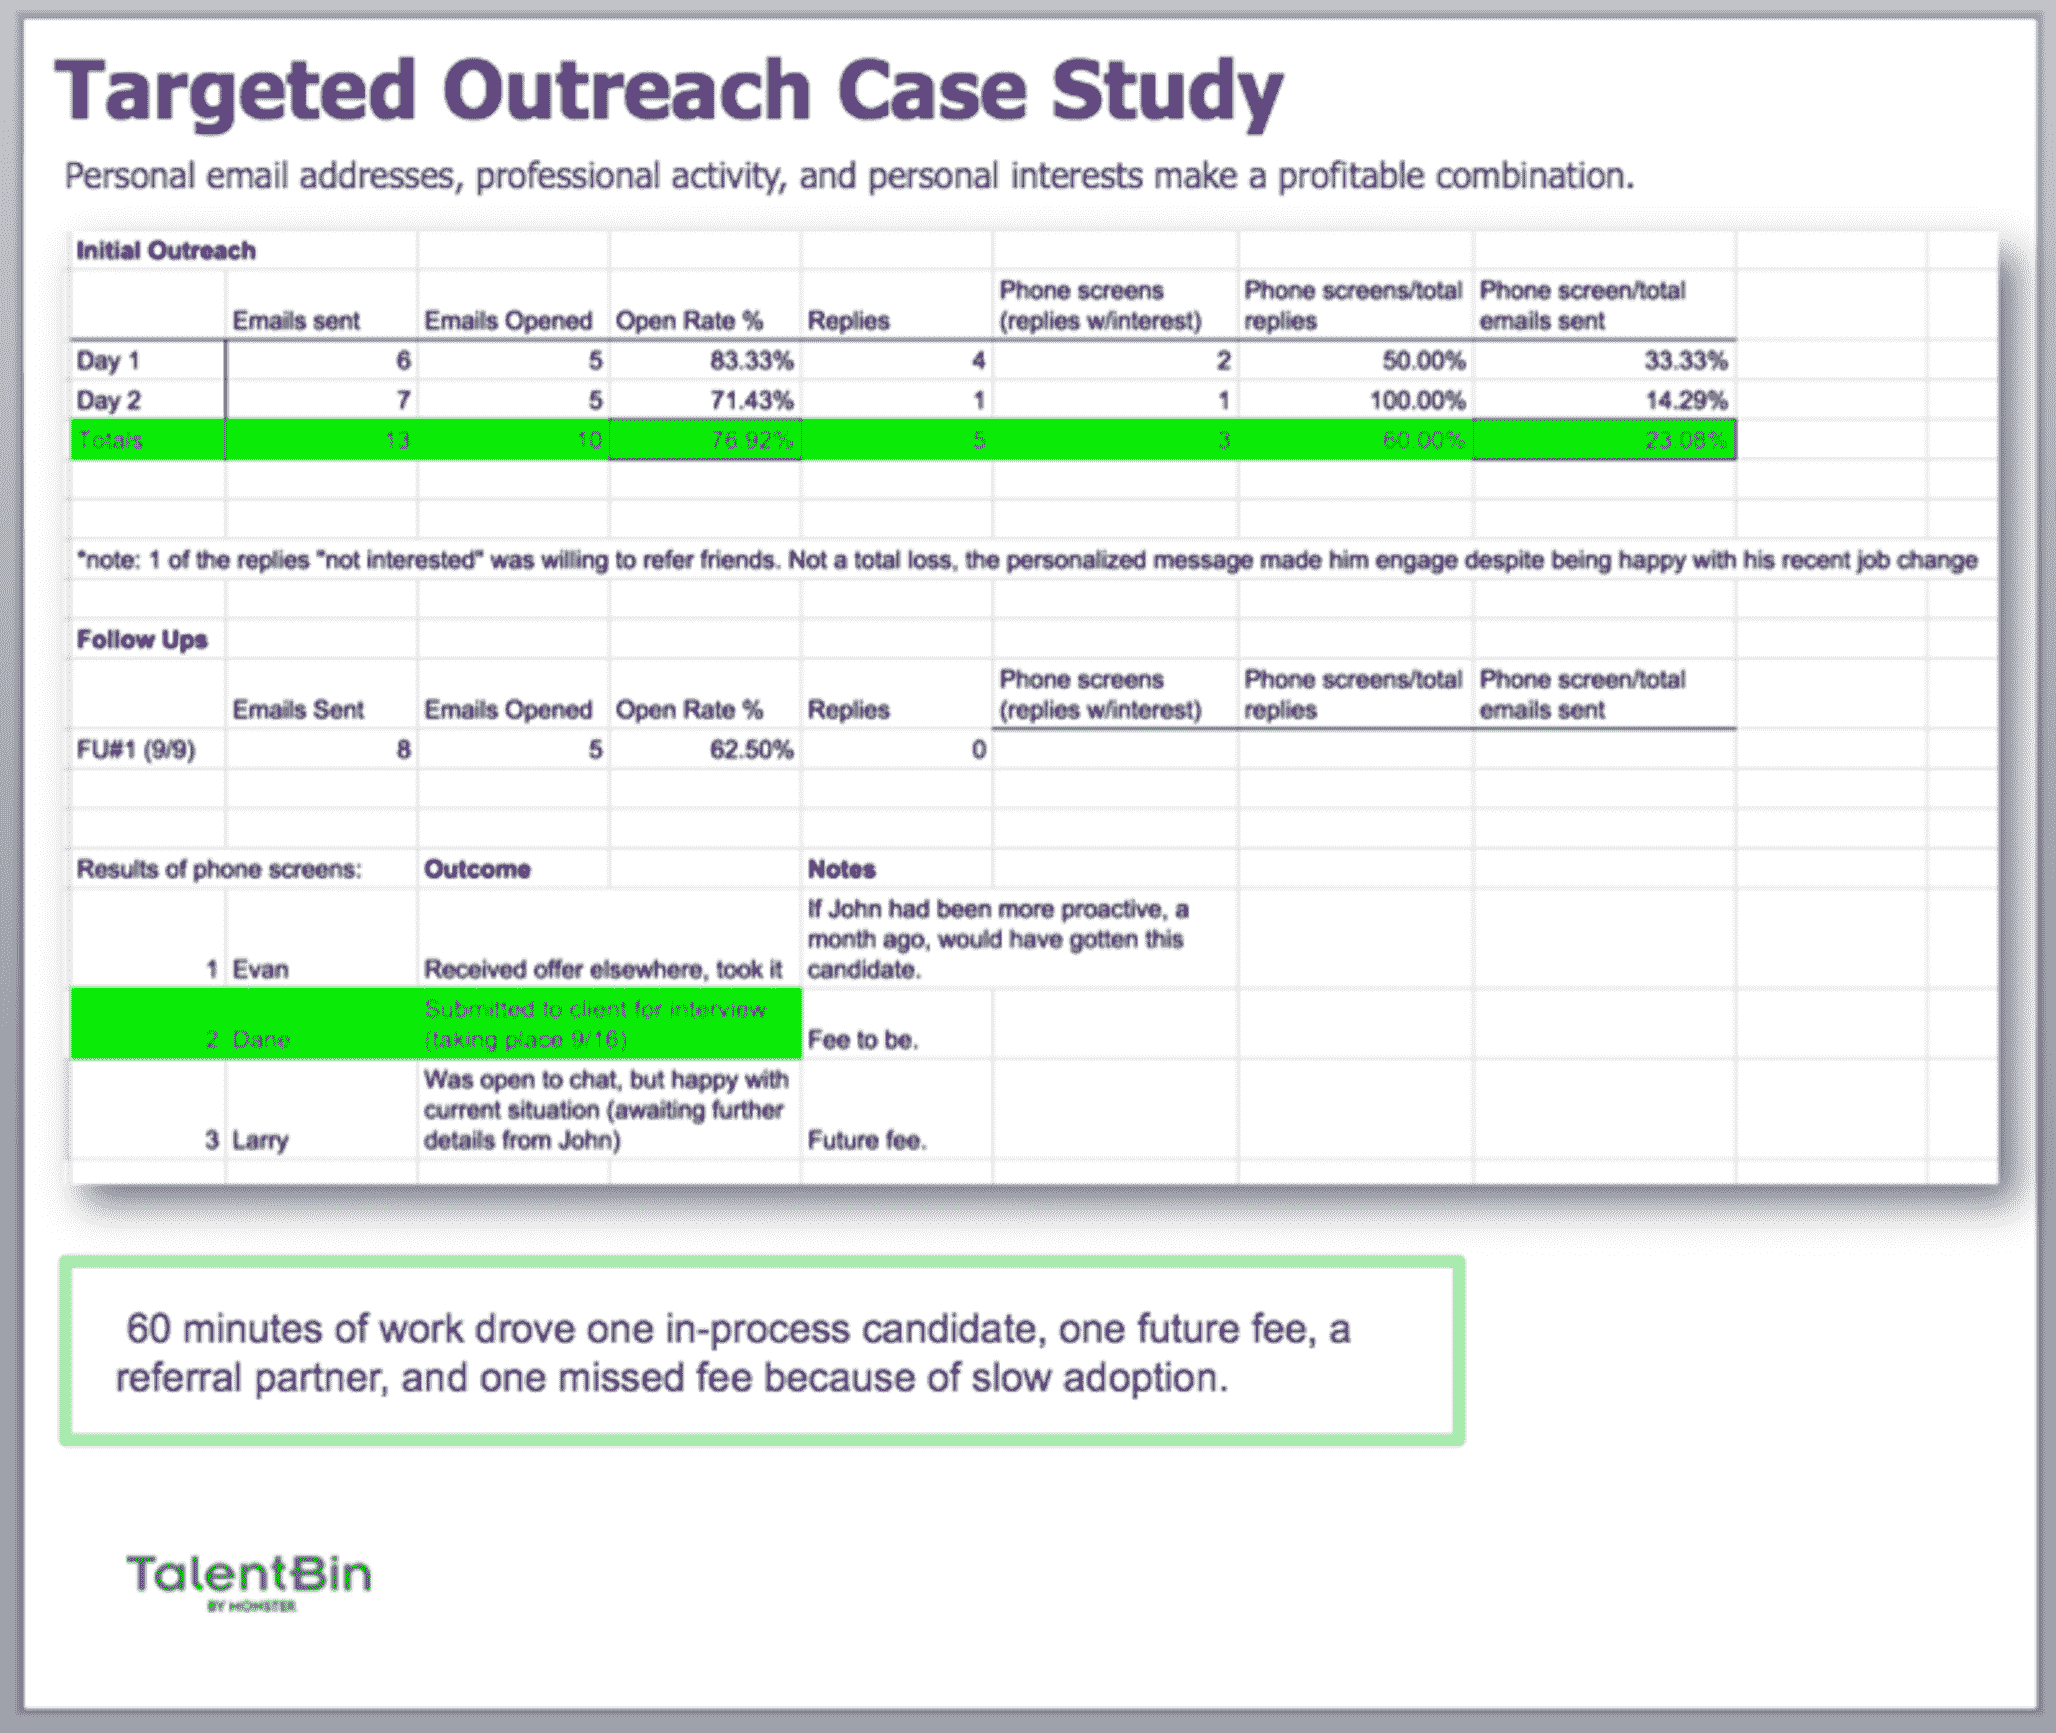 Targeted Outreach Case Study
Personal email addresses, professional activity, and personal interests make a profitable combination.
Initial Outreach
Emails sent Emails Opened Open Rate % Replies Phone screens (replies w/interest) Phone screens/total replies Phone screen/total emails sent
Day 1 6 5 83.33% 4 2 50.00% 33.33%
Day 2 7 5 71.43% 1 1 100.00% 14.29%
Totals 13 10 76.92% 5 3 60.00% 23.08%
*note: 1 of the replies "not interested" was willing to refer friends. Not a total loss, the personalized message made him engage despite being happy with his recent job change
Follow Ups
Emails Sent Emails Opened Open Rate % Replies Phone screens (replies w/interest) Phone screens/total replies Phone screen/total emails sent
FU#1 (9/9) 8 5 62.50% 0
Results of phone screens: Outcome Notes
1 Evan Received offer elsewhere, took it If John had been more proactive, a month ago, would have gotten this candidate.
2 Dane Submitted to client for interview (taking place 9/16) Fee to be.
3 Larry Was open to chat, but happy with current situation (awaiting further details from John) Future fee.
60 minutes of work drove one in-process candidate, one future fee, a
referral partner, and one missed fee because of slow adoption.
TalentBin
BY MONSTER